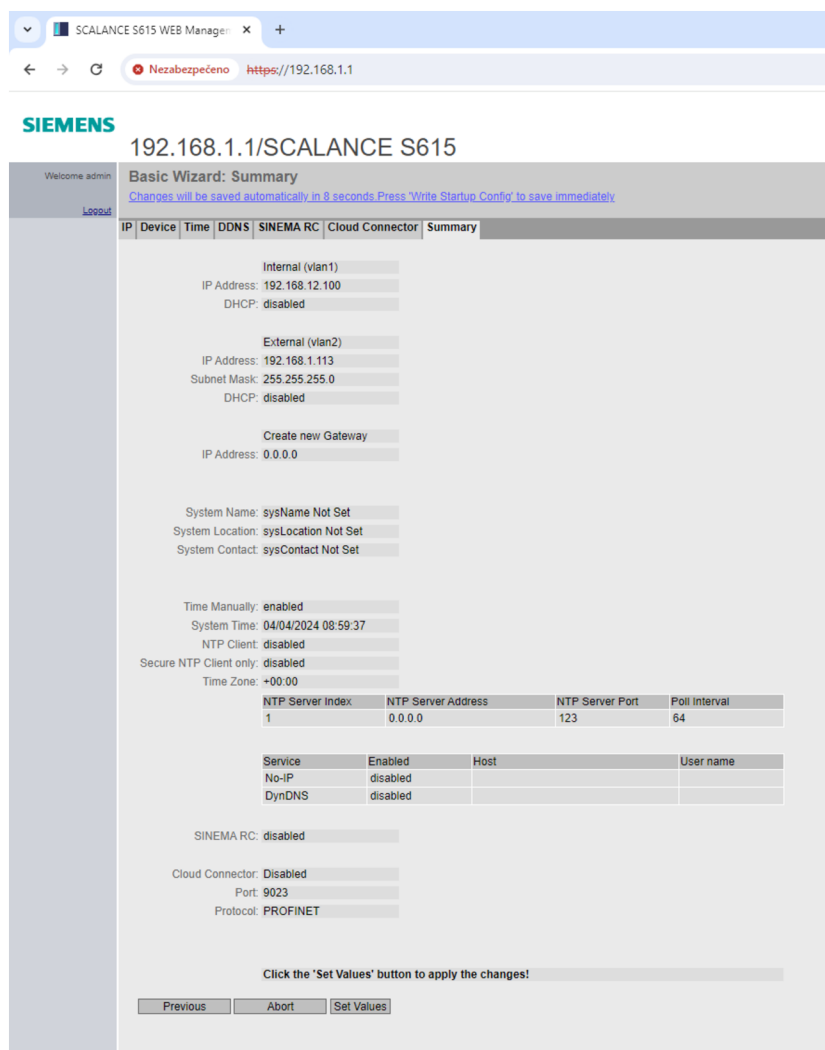 SCALANCE S615 WEB Manager
Nezabezpečeno https://192.168.1.1
SIEMENS
192.168.1.1/SCALANCE S615
Welcome admin
Logout
Basic Wizard: Summary
Changes will be saved automatically in 8 seconds.Press 'Write Startup Config' to save immediately
IP Device Time DDNS SINEMA RC Cloud Connector Summary
Internal (vlan1)
IP Address: 192.168.12.100
DHCP: disabled
External (vlan2)
IP Address: 192.168.1.113
Subnet Mask: 255.255.255.0
DHCP: disabled
Create new Gateway
IP Address: 0.0.0.0
System Name: sysName Not Set
System Location: sysLocation Not Set
System Contact: sysContact Not Set
Time Manually: enabled
System Time: 04/04/2024 08:59:37
NTP Client: disabled
Secure NTP Client only: disabled
Time Zone: +00:00
NTP Server Index NTP Server Address NTP Server Port Poll Interval
1 0.0.0.0 123 64
Service Enabled Host User name
No-IP disabled
DynDNS disabled
SINEMA RC: disabled
Cloud Connector: Disabled
Port: 9023
Protocol: PROFINET
Click the 'Set Values' button to apply the changes!
Previous Abort Set Values